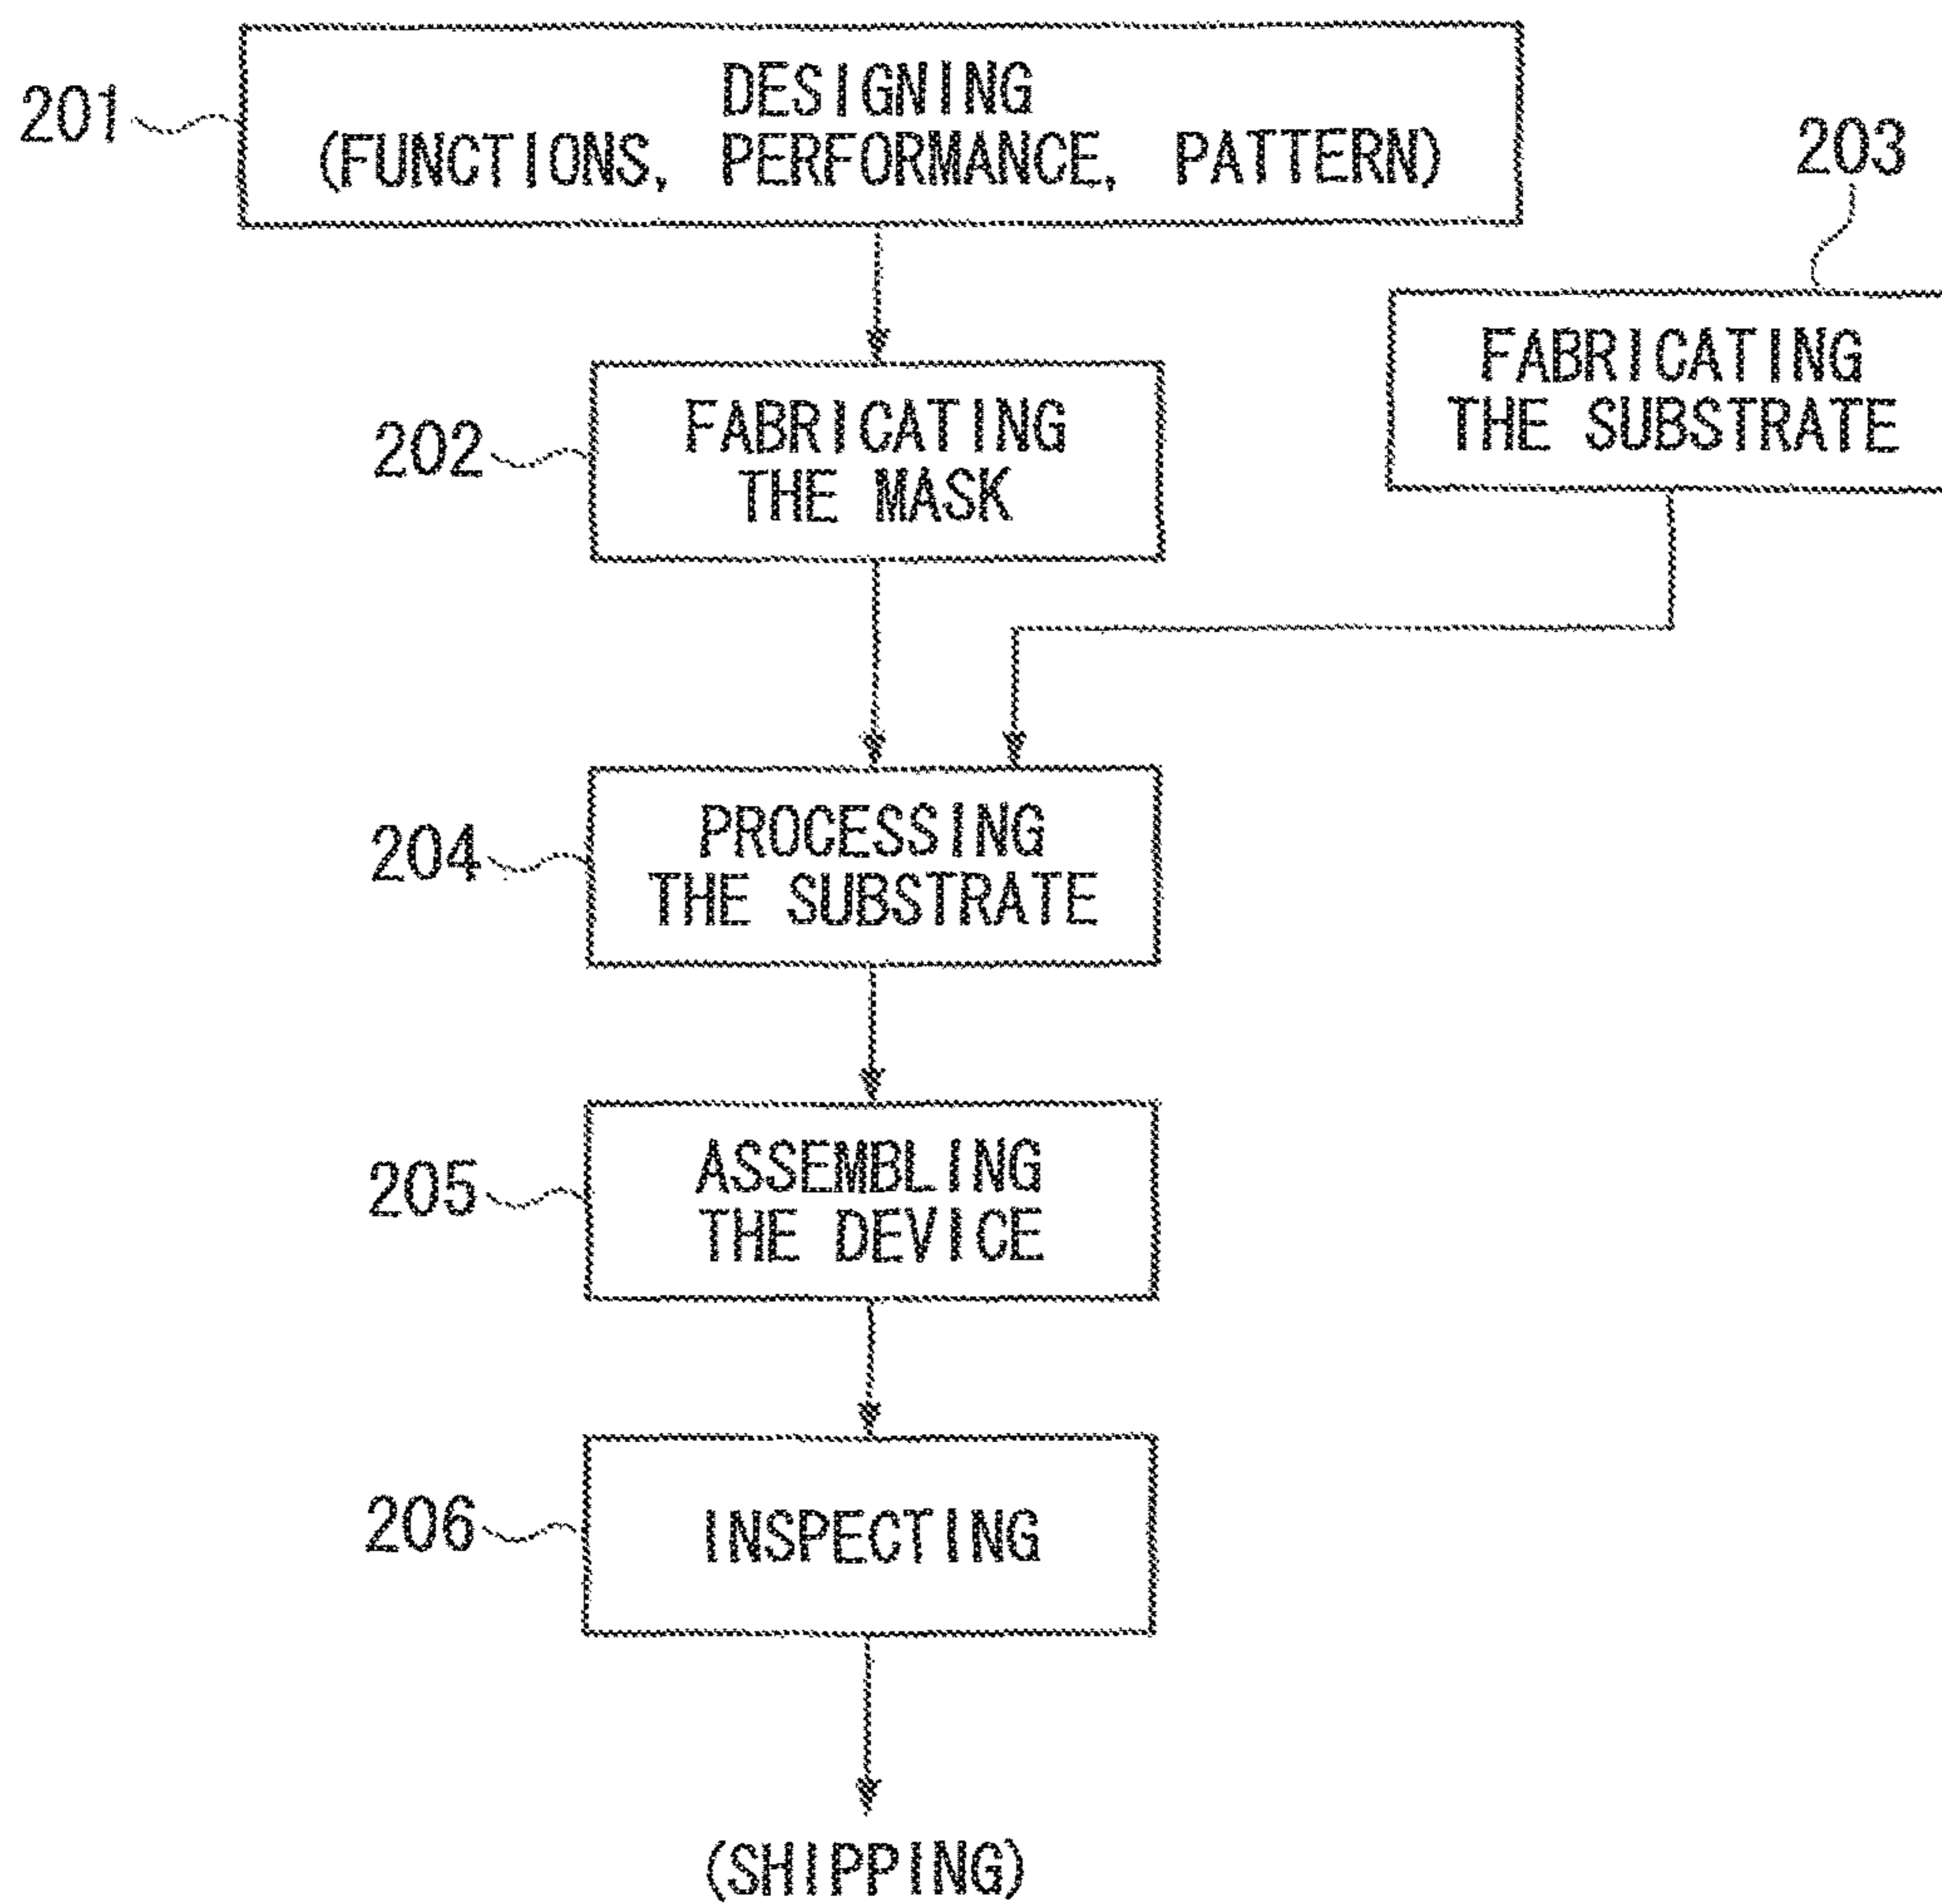 201
DESIGNING
(FUNCTIONS, PERFORMANCE, PATTERN)
203
FABRICATING
THE SUBSTRATE
202
FABRICATING
THE MASK
204
PROCESSING
THE SUBSTRATE
205
ASSEMBLING
THE DEVICE
206
INSPECTING
(SHIPPING)